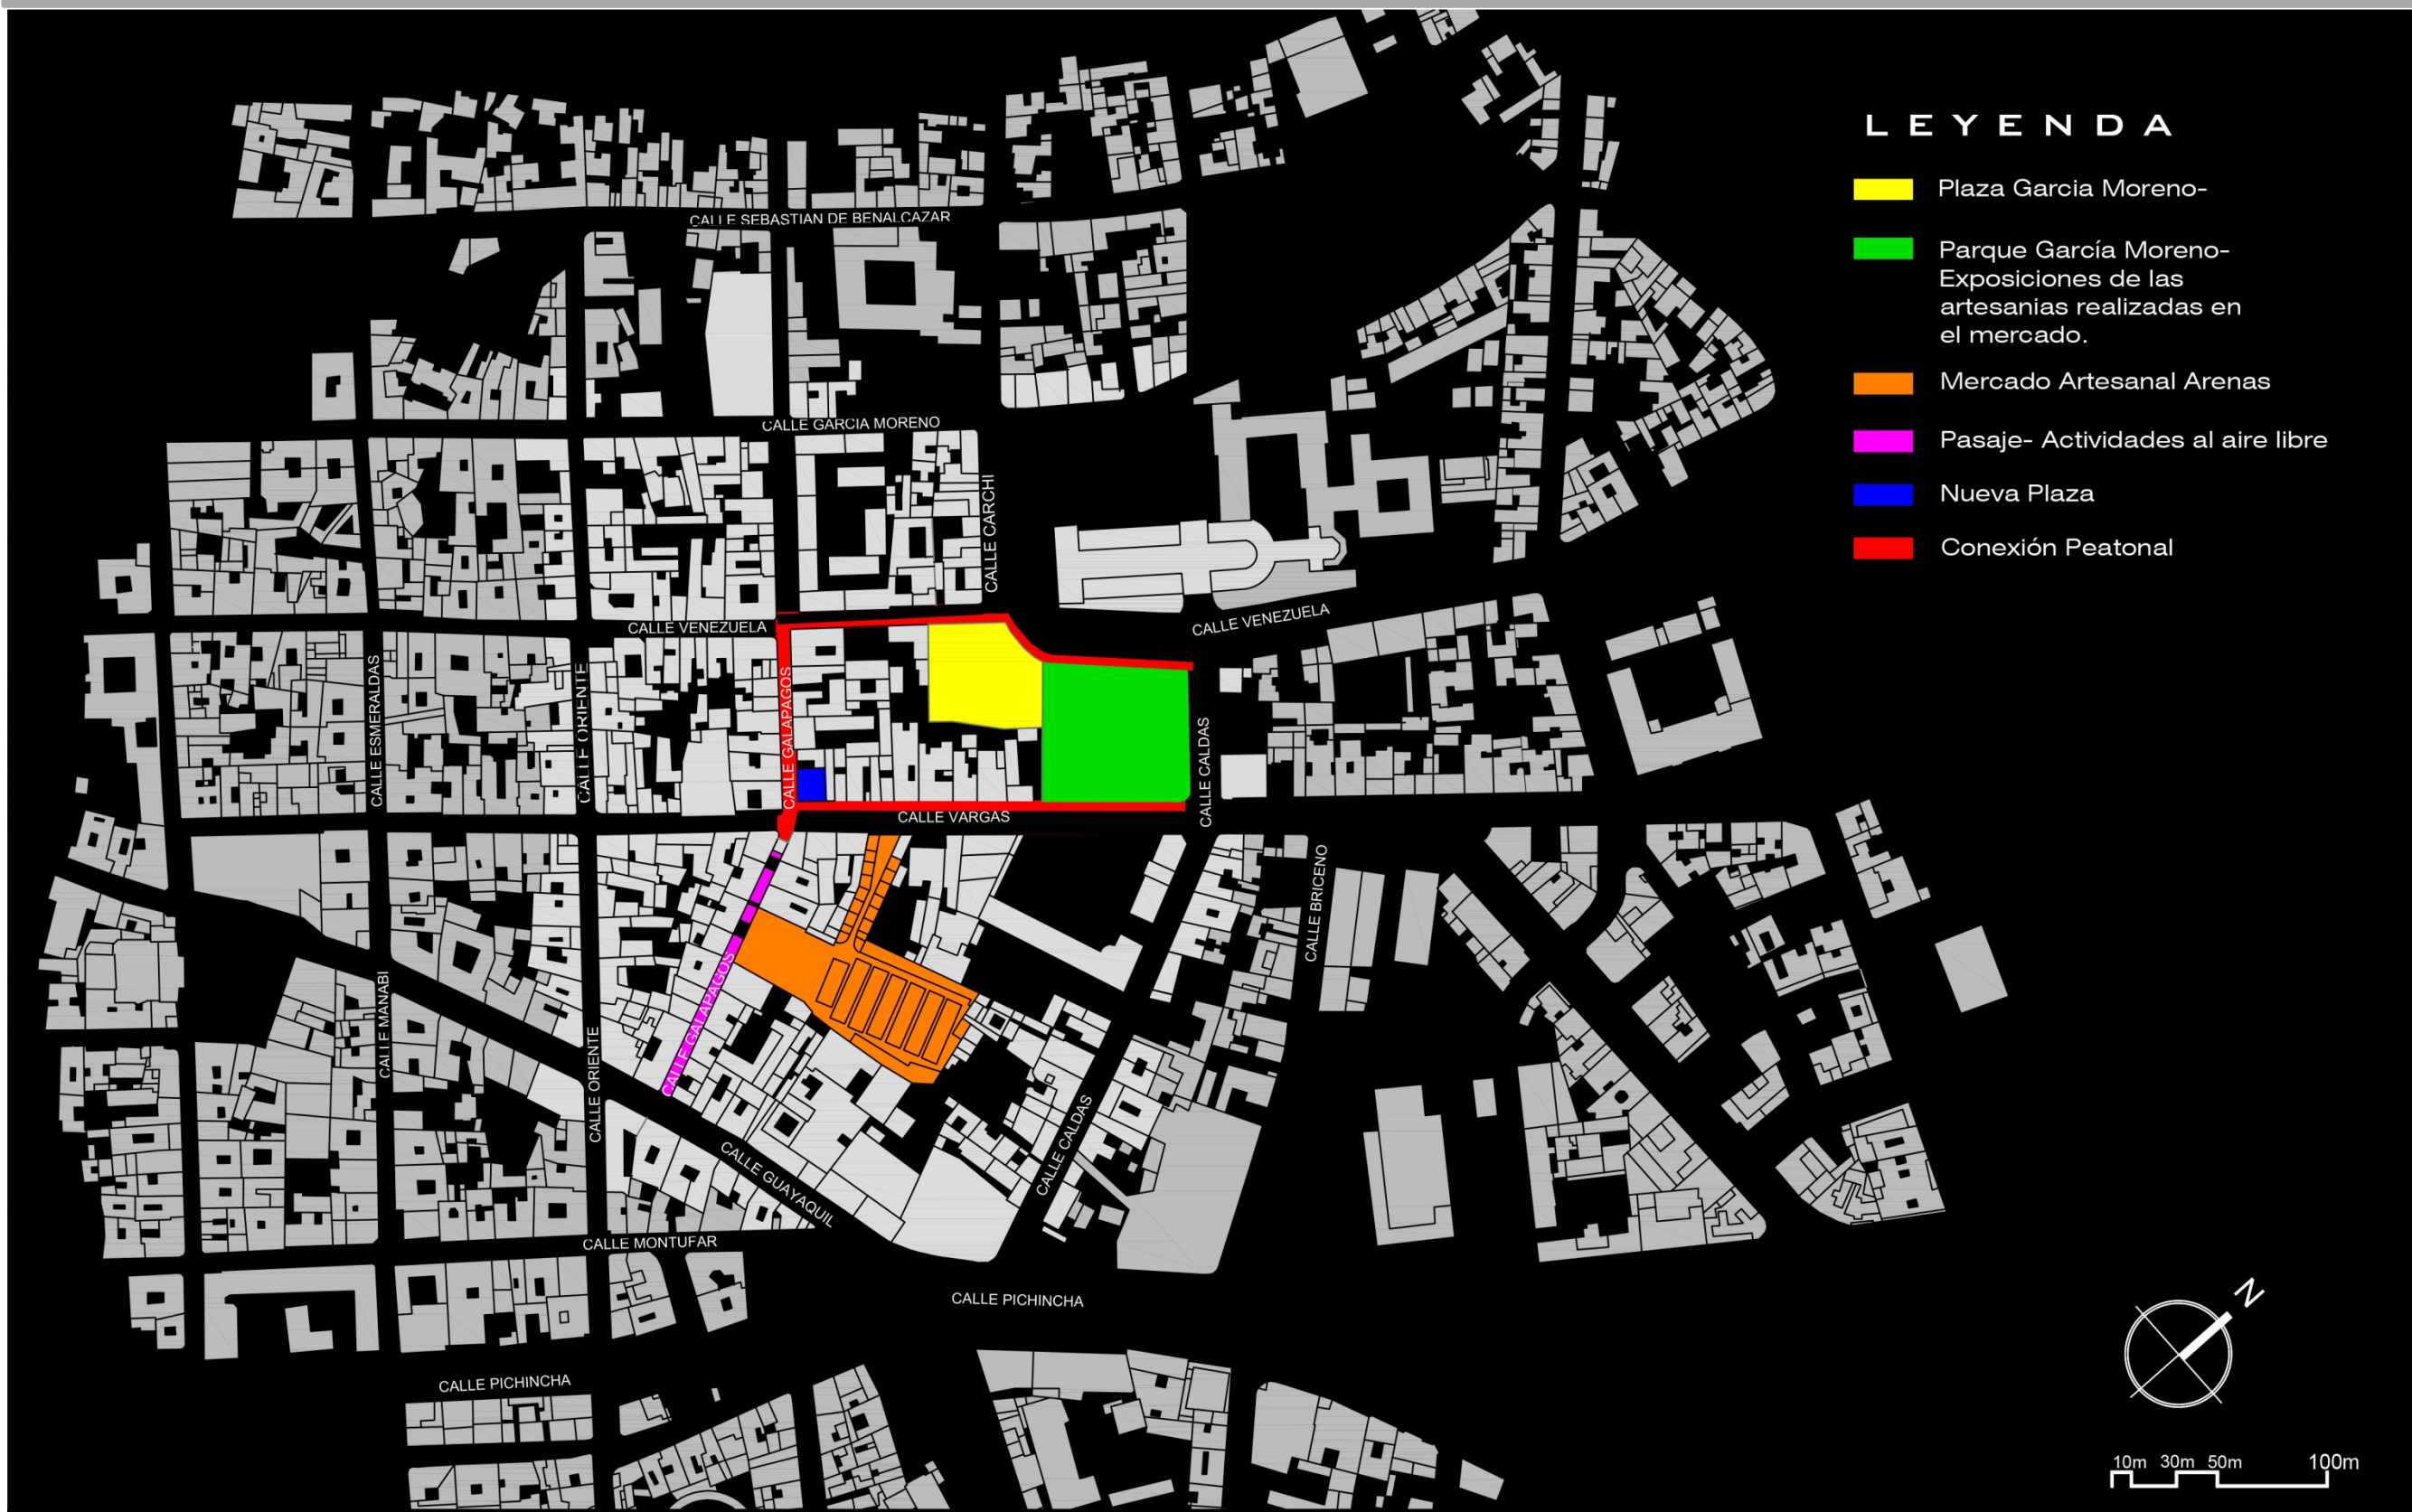 LEYENDA
Plaza Garcia Moreno-
Parque García Moreno-
Exposiciones de las
artesanias realizadas en
el mercado.
Mercado Artesanal Arenas
Pasaje- Actividades al aire libre
Nueva Plaza
Conexión Peatonal
CALLE SEBASTIAN DE BENALCAZAR
CALLE GARCIA MORENO
CALLE CARCHI
CALLE VENEZUELA
CALLE VENEZUELA
CALLE ESMERALDAS
CALLE ORIENTE
CALLE GALAPAGOS
CALLE CALDAS
CALLE VARGAS
CALLE BRICENO
CALLE GALAPAGOS
CALLE MANABI
CALLE ORIENTE
CALLE CALDAS
CALLE GUAYAQUIL
CALLE MONTUFAR
CALLE PICHINCHA
CALLE PICHINCHA
N
10m 30m 50m 100m